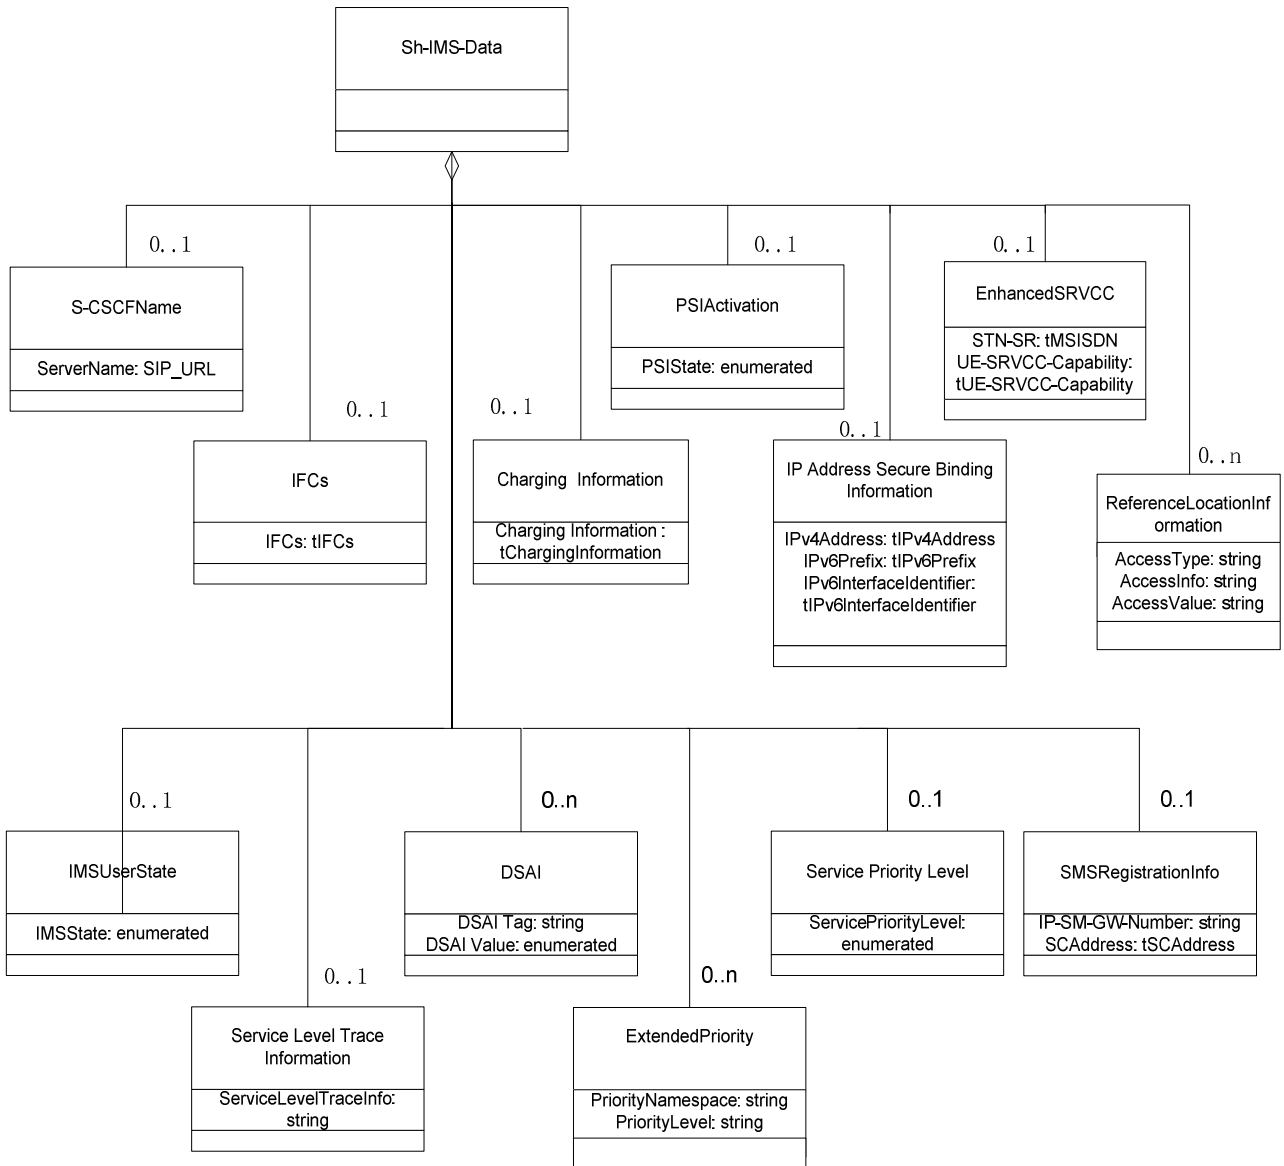 Sh-IMS-Data
0..1
S-CSCFName
ServerName: SIP_URL
0..1
IFCs
IFCs: tIFCs
0..1
Charging Information
Charging Information :
tChargingInformation
0..1
PSIActivation
PSIState: enumerated
0..1
IP Address Secure Binding
Information
IPv4Address: tIPv4Address
IPv6Prefix: tIPv6Prefix
IPv6InterfaceIdentifier:
tIPv6InterfaceIdentifier
0..1
EnhancedSRVCC
STN-SR: tMSISDN
UE-SRVCC-Capability:
tUE-SRVCC-Capability
0..n
ReferenceLocationInf
ormation
AccessType: string
AccessInfo: string
AccessValue: string
0..1
IMSUserState
IMSState: enumerated
0..1
Service Level Trace
Information
ServiceLevelTraceInfo:
string
0..n
DSAI
DSAI Tag: string
DSAI Value: enumerated
0..n
ExtendedPriority
PriorityNamespace: string
PriorityLevel: string
0..1
Service Priority Level
ServicePriorityLevel:
enumerated
0..1
SMSRegistrationInfo
IP-SM-GW-Number: string
SCAddress: tSCAddress